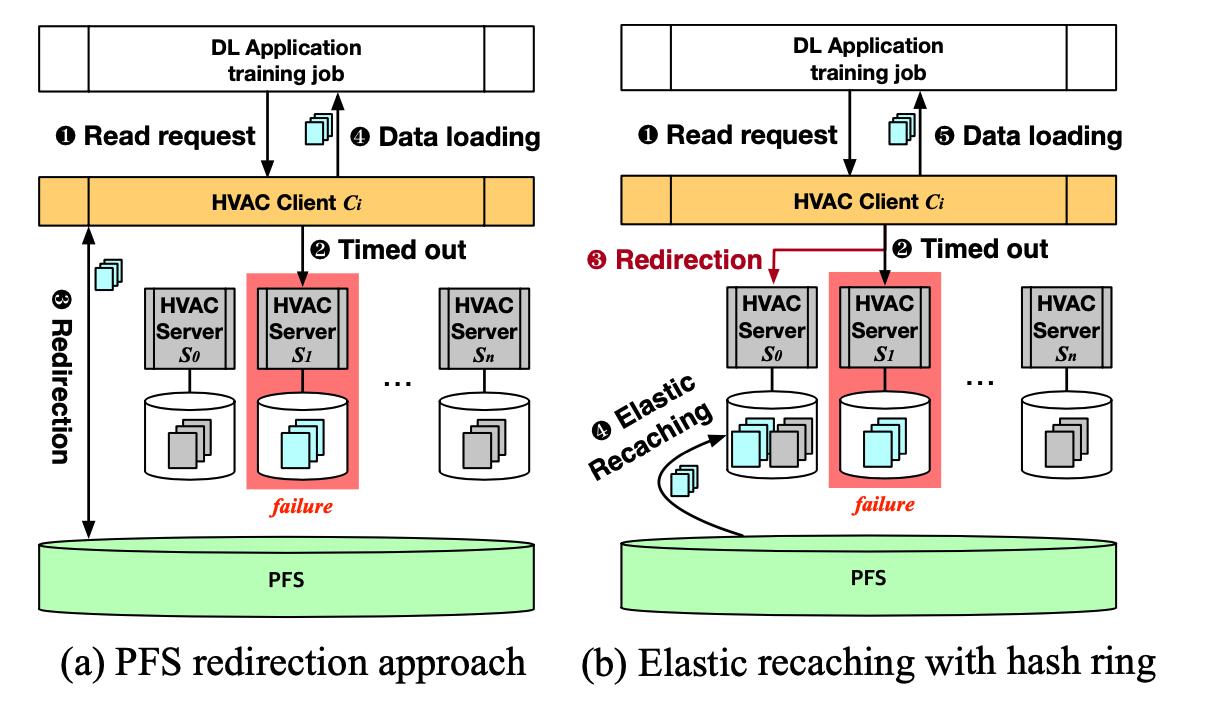 DL Application
training job
❶ Read request
❹ Data loading
HVAC Client Ci
❷ Timed out
❸ Redirection
HVAC
Server
S0
HVAC
Server
S1
...
HVAC
Server
Sn
failure
PFS
(a) PFS redirection approach
DL Application
training job
❶ Read request
❺ Data loading
HVAC Client Ci
❷ Timed out
❸ Redirection
HVAC
Server
S0
HVAC
Server
S1
...
HVAC
Server
Sn
❹ Elastic
Recaching
failure
PFS
(b) Elastic recaching with hash ring